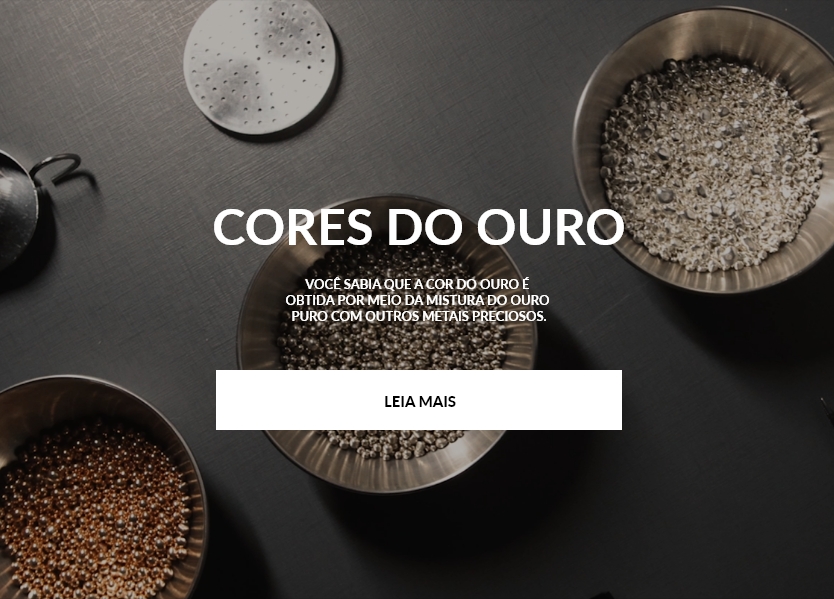 CORES DO OURO
VOCÊ SABIA QUE A COR DO OURO É
OBTIDA POR MEIO DA MISTURA DO OURO
PURO COM OUTROS METAIS PRECIOSOS.
LEIA MAIS